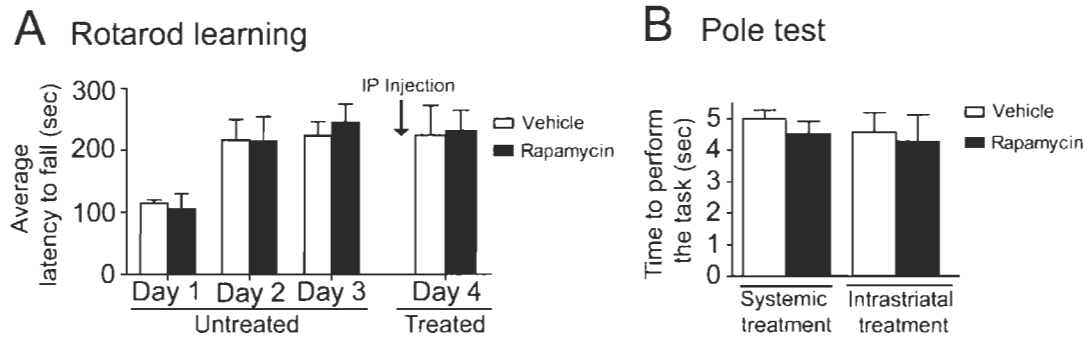 A Rotarod learning
Average
latency to fall (sec)
300
200
100
0
IP Injection
Vehicle
Rapamycin
Day 1 Day 2 Day 3 Day 4
Untreated Treated
B Pole test
Time to perform
the task (sec)
5
4
3
2
1
0
Vehicle
Rapamycin
Systemic
treatment
Intrastriatal
treatment